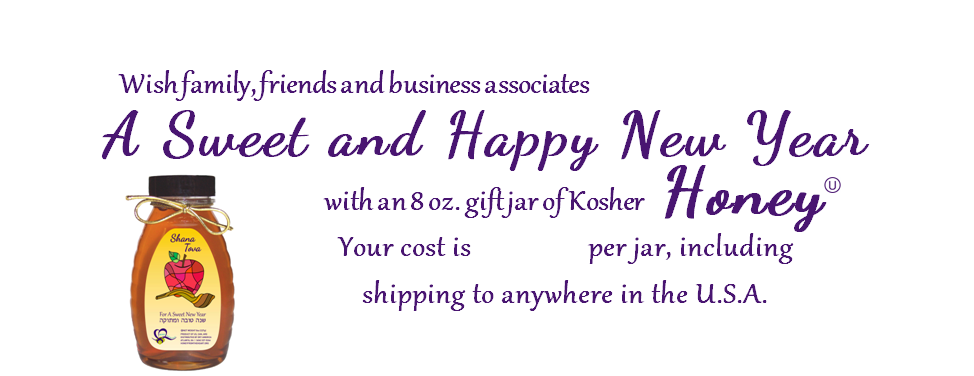 Wish family, friends and business associates
A Sweet and Happy New Year
with an 8 oz. gift jar of Kosher Honey Ⓤ
Your cost is per jar, including
shipping to anywhere in the U.S.A.
Shana
Tova
For A Sweet New Year
שנה טובה ומתוקה